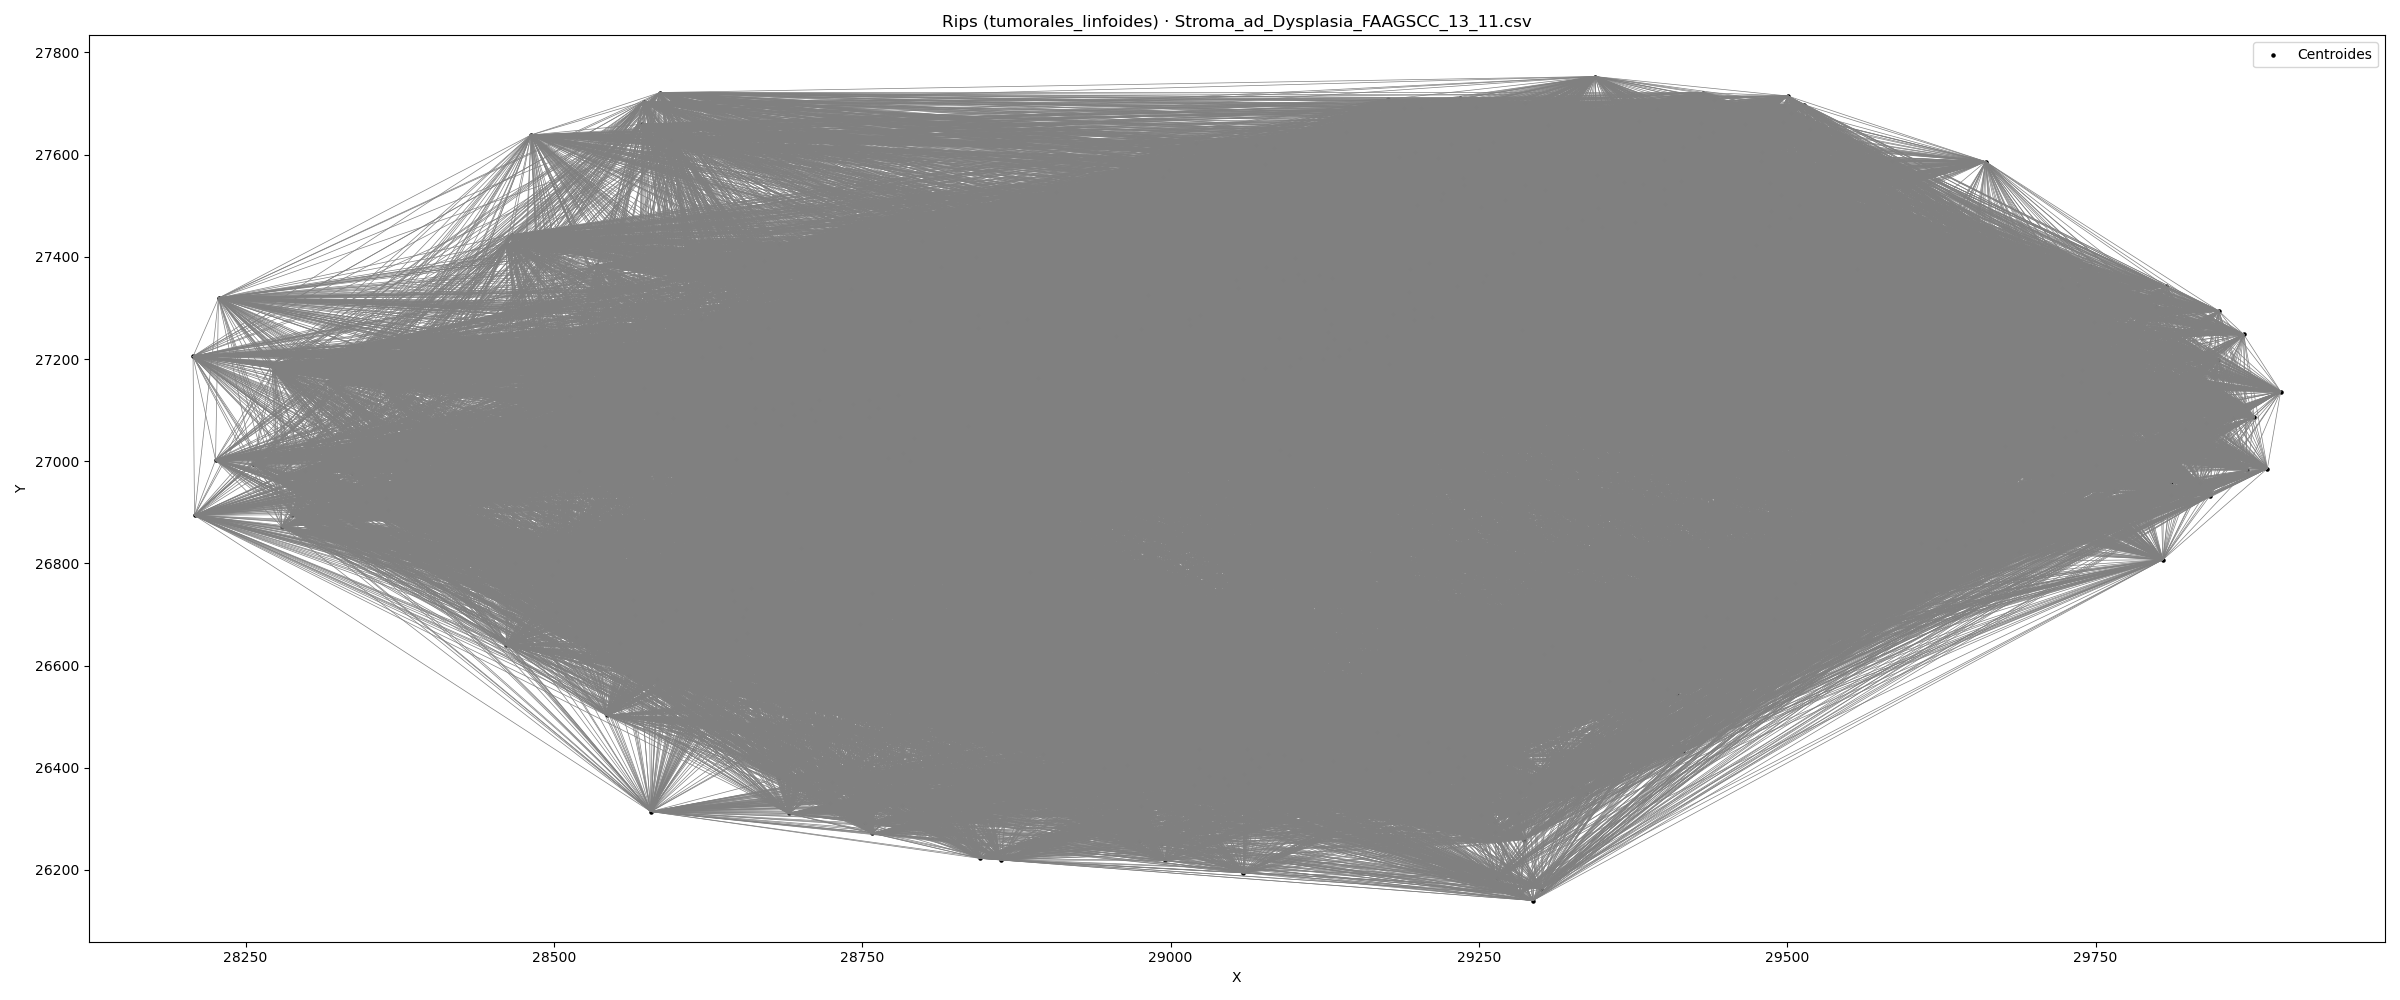 Rips (tumorales_linfoides) · Stroma_ad_Dysplasia_FAAGSCC_13_11.csv
Centroides
27800
27600
27400
27200
27000
26800
26600
26400
26200
Y
28250 28500 28750 29000 29250 29500 29750
X